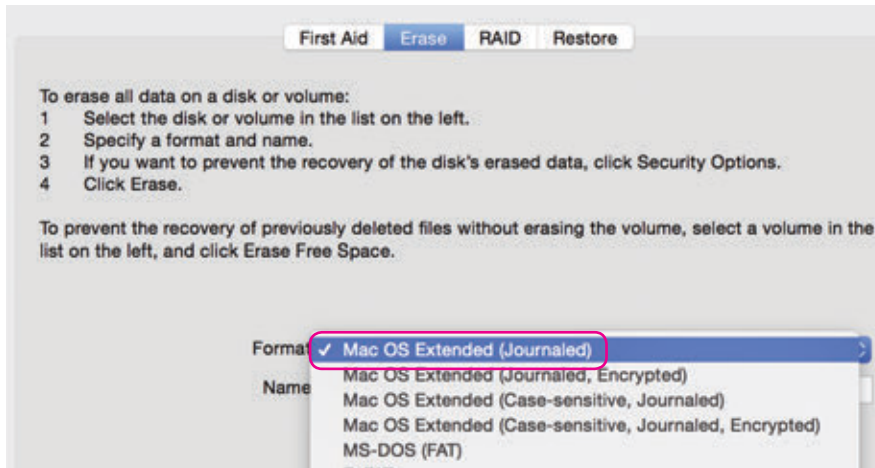 First Aid Erase RAID Restore
To erase all data on a disk or volume:
1 Select the disk or volume in the list on the left.
2 Specify a format and name.
3 If you want to prevent the recovery of the disk's erased data, click Security Options.
4 Click Erase.
To prevent the recovery of previously deleted files without erasing the volume, select a volume in the
list on the left, and click Erase Free Space.
Format ✓ Mac OS Extended (Journaled)
Mac OS Extended (Journaled, Encrypted)
Name
Mac OS Extended (Case-sensitive, Journaled)
Mac OS Extended (Case-sensitive, Journaled, Encrypted)
MS-DOS (FAT)